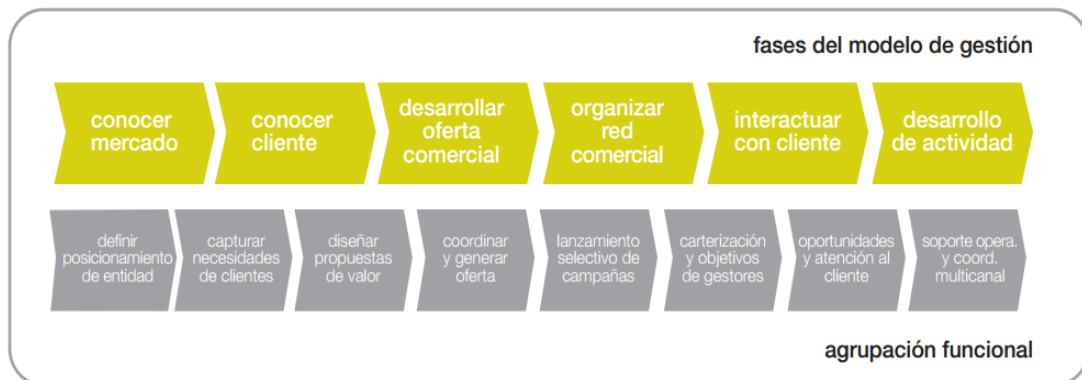 fases del modelo de gestión
conocer
mercado
conocer
cliente
desarrollar
oferta
comercial
organizar
red
comercial
interactuar
con cliente
desarrollo
de actividad
definir
posicionamiento
de entidad
capturar
necesidades
de clientes
diseñar
propuestas
de valor
coordinar
y generar
oferta
lanzamiento
selectivo de
campañas
carterización
y objetivos
de gestores
oportunidades
y atención al
cliente
soporte opera.
y coord.
multicanal
agrupación funcional